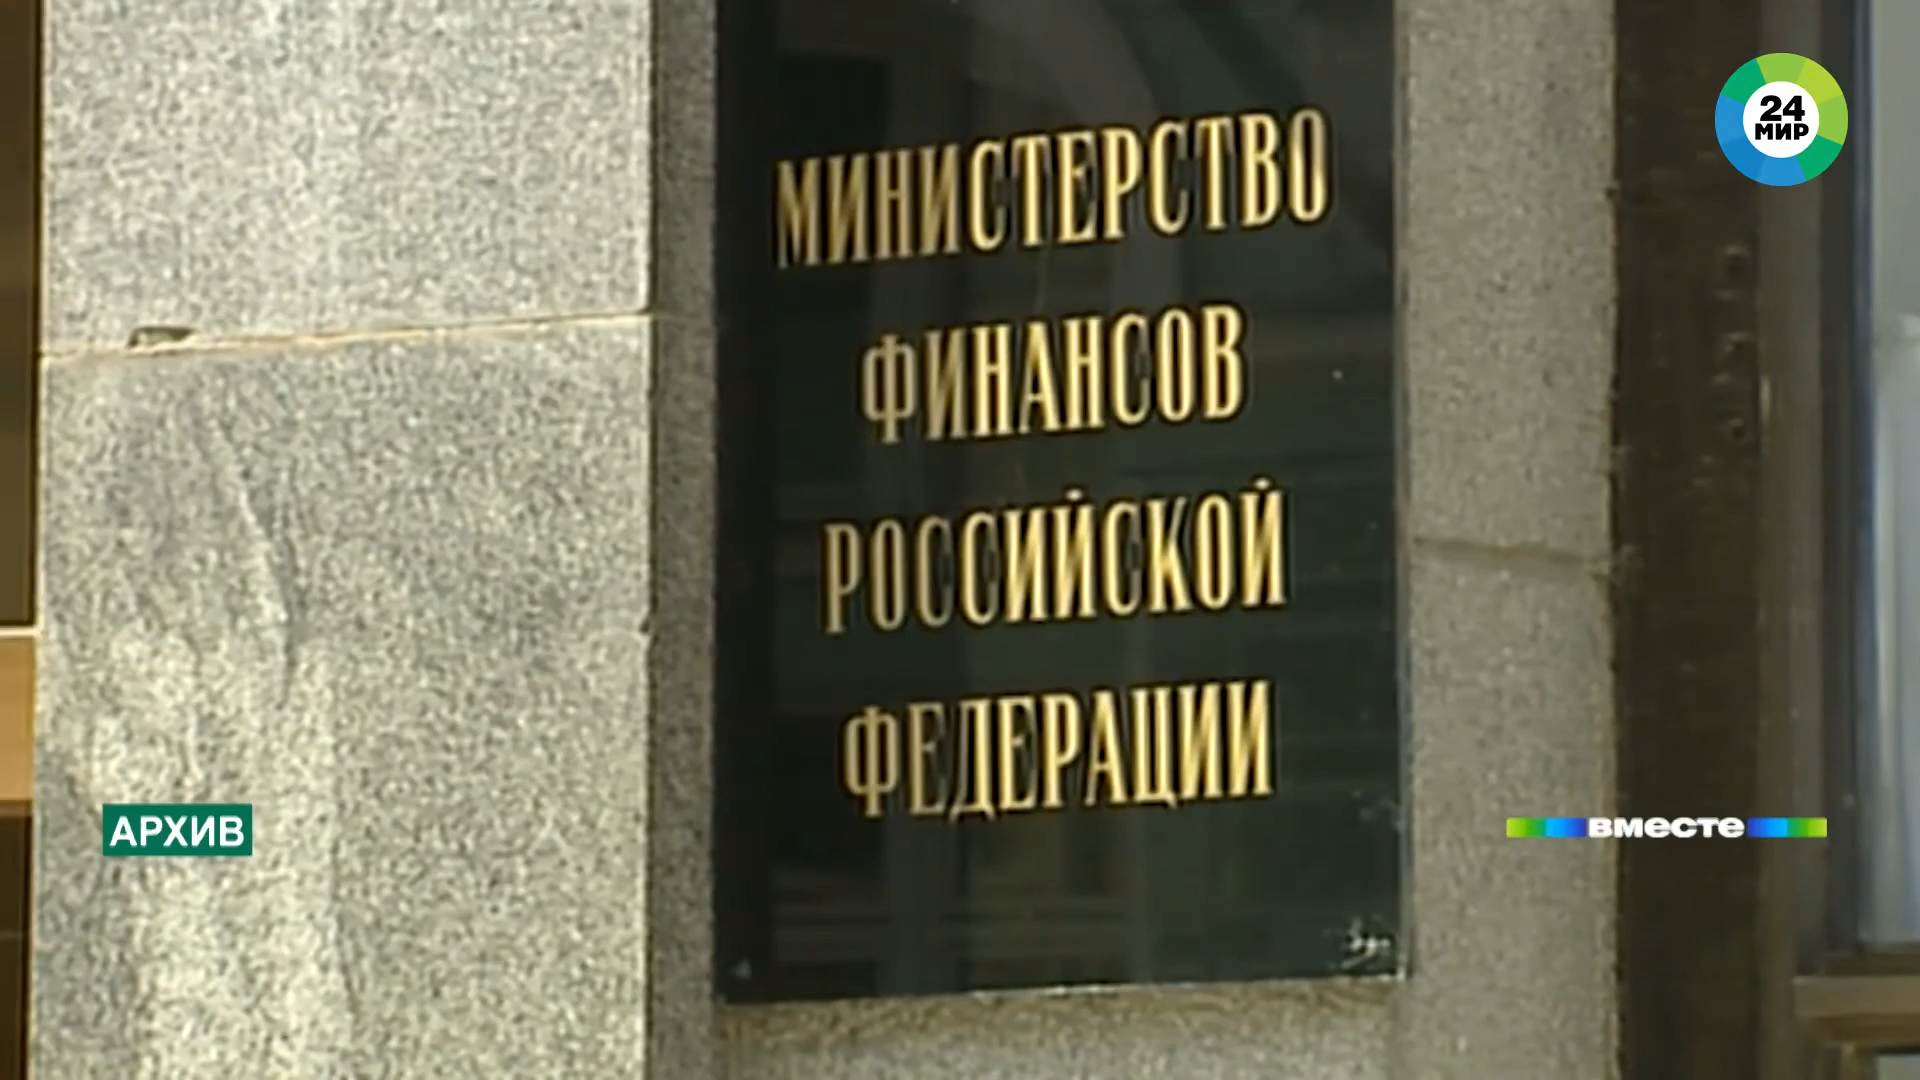 24
МИР
МИНИСТЕРСТВО
ФИНАНСОВ
РОССИЙСКОЙ
ФЕДЕРАЦИИ
АРХИВ
ВМЕСТЕ